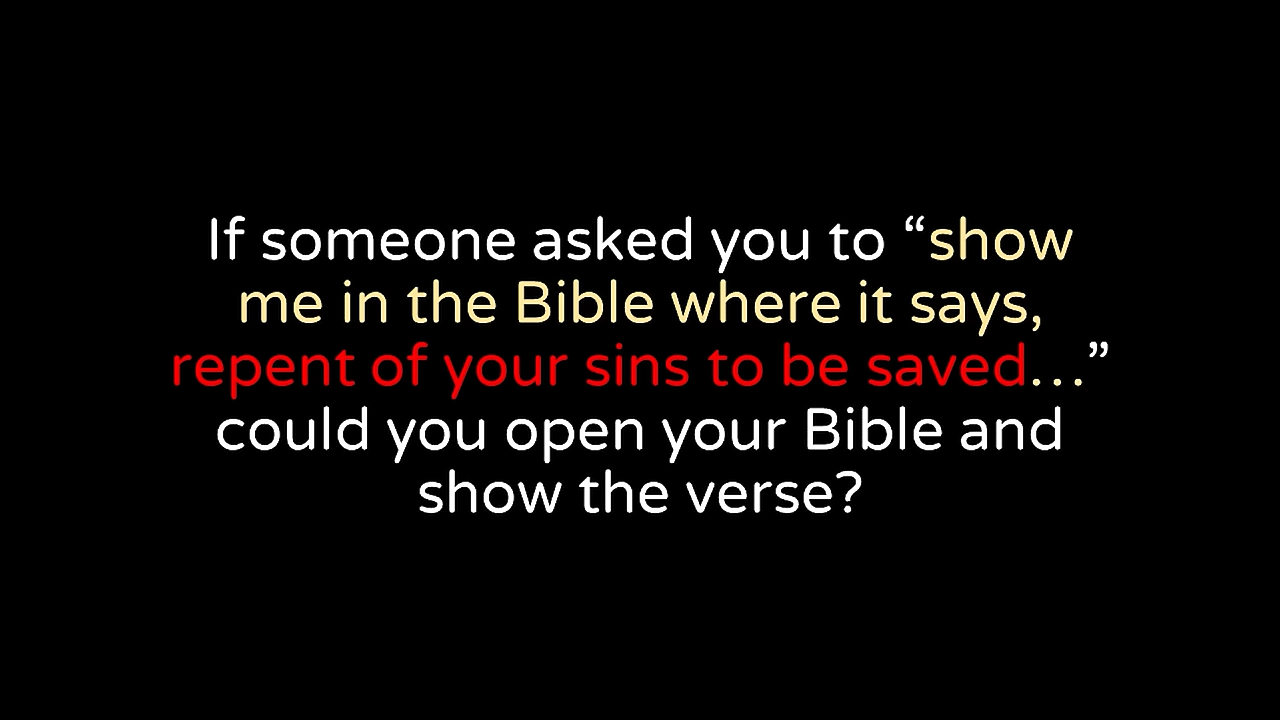 If someone asked you to “show
me in the Bible where it says,
repent of your sins to be saved...”
could you open your Bible and
show the verse?